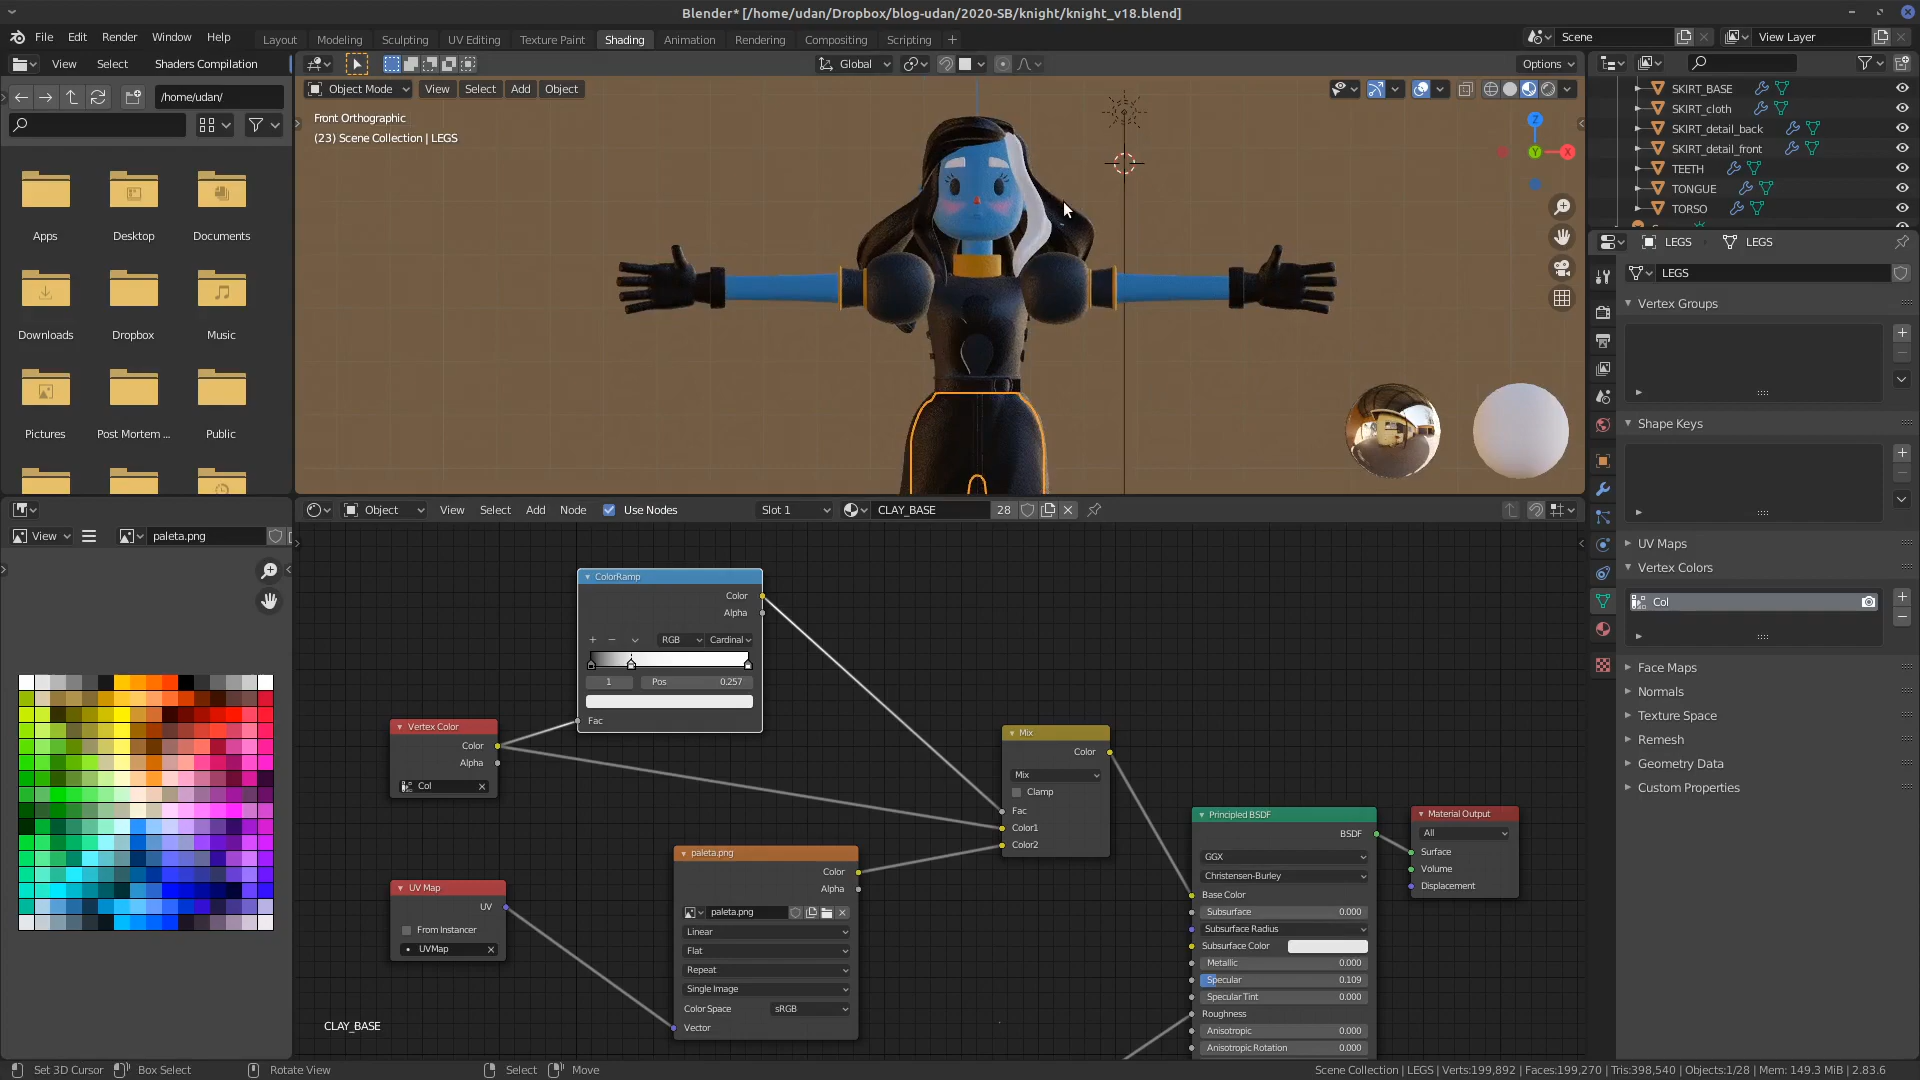 Blender* [/home/udan/Dropbox/blog-udan/2020-SB/knight/knight_v18.blend]
File Edit Render Window Help
Layout Modeling Sculpting UV Editing Texture Paint Shading Animation Rendering Compositing Scripting +
Scene
View Layer
View Select Shaders Compilation
Global
Options
/home/udan/
Object Mode View Select Add Object
Front Orthographic
(23) Scene Collection | LEGS
Z
Y
X
Apps Desktop Documents
Downloads Dropbox Music
Pictures Post Mortem ... Public
SKIRT_BASE
SKIRT_cloth
SKIRT_detail_back
SKIRT_detail_front
TEETH
TONGUE
TORSO
LEGS LEGS
LEGS
Vertex Groups
Shape Keys
UV Maps
Vertex Colors
Col
Face Maps
Normals
Texture Space
Remesh
Geometry Data
Custom Properties
Object View Select Add Node Use Nodes Slot 1 CLAY_BASE 28
View paleta.png
ColorRamp
Color
Alpha
RGB Cardinal
1 Pos 0.257
Fac
Vertex Color
Color
Alpha
Col
Mix
Color
Mix
Clamp
Fac
Color1
Color2
UV Map
UV
From Instancer
UVMap
paleta.png
Color
Alpha
paleta.png
Linear
Flat
Repeat
Single Image
Color Space sRGB
Vector
Principled BSDF
BSDF
GGX
Christensen-Burley
Base Color
Subsurface 0.000
Subsurface Radius
Subsurface Color
Metallic 0.000
Specular 0.109
Specular Tint 0.000
Roughness
Anisotropic 0.000
Anisotropic Rotation 0.000
Material Output
All
Surface
Volume
Displacement
CLAY_BASE
Set 3D Cursor Box Select Rotate View Select Move
Scene Collection | LEGS | Verts:199,892 | Faces:199,270 | Tris:398,540 | Objects:1/28 | Mem: 149.3 MiB | 2.83.6